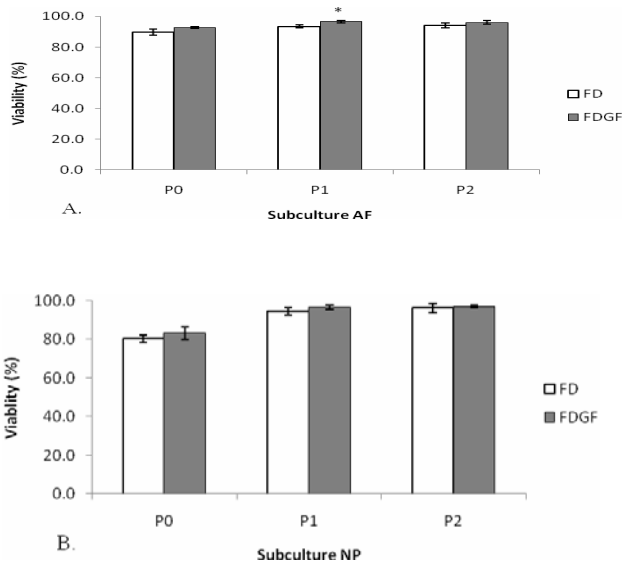 100.0
80.0
60.0
40.0
20.0
0.0
Viability (%)
*
FD
FDGF
P0 P1 P2
A.
Subculture AF
100.0
80.0
60.0
40.0
20.0
0.0
Viablity (%)
FD
FDGF
P0 P1 P2
B.
Subculture NP